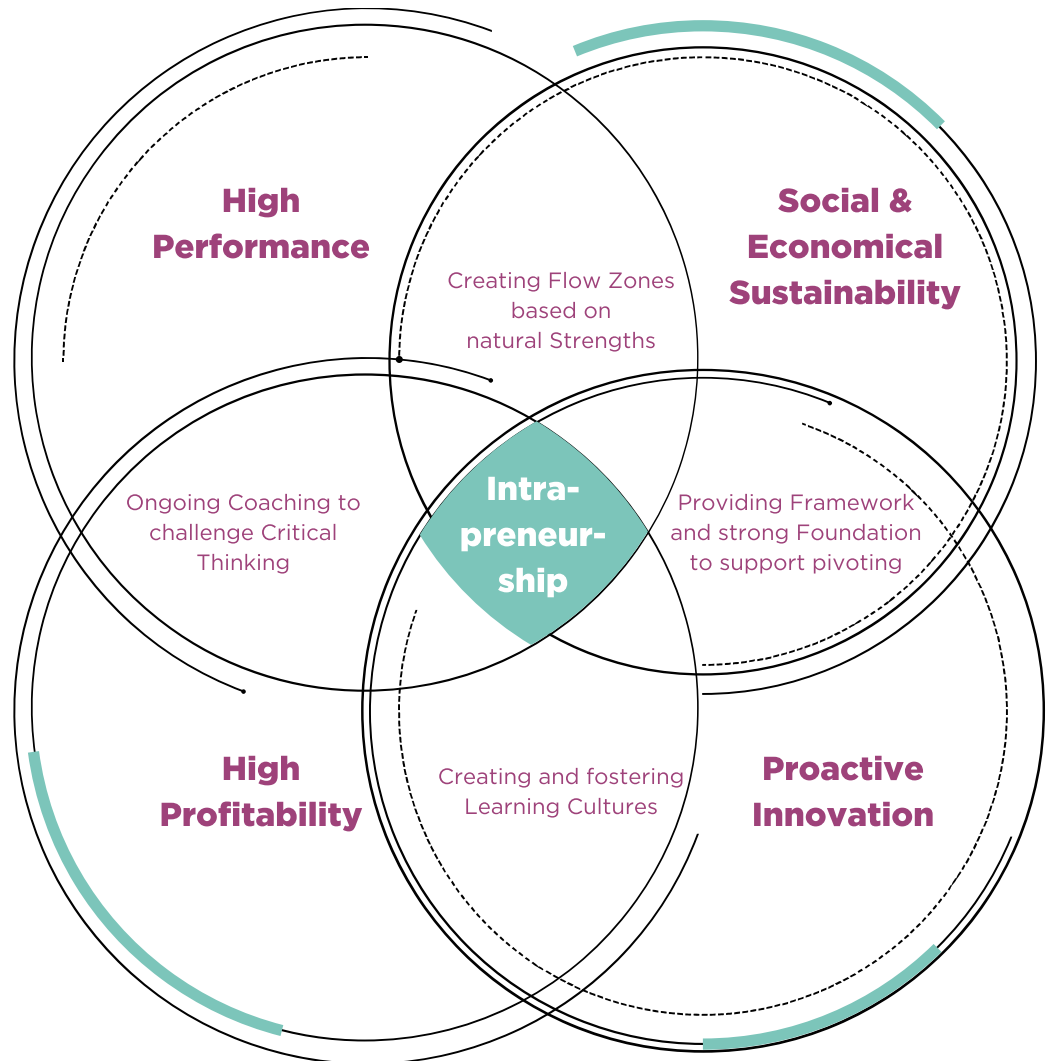 High
Performance
Social &
Economical
Sustainability
Creating Flow Zones
based on
natural Strengths
Ongoing Coaching to
challenge Critical
Thinking
Intra-
preneur-
ship
Providing Framework
and strong Foundation
to support pivoting
High
Profitability
Creating and fostering
Learning Cultures
Proactive
Innovation